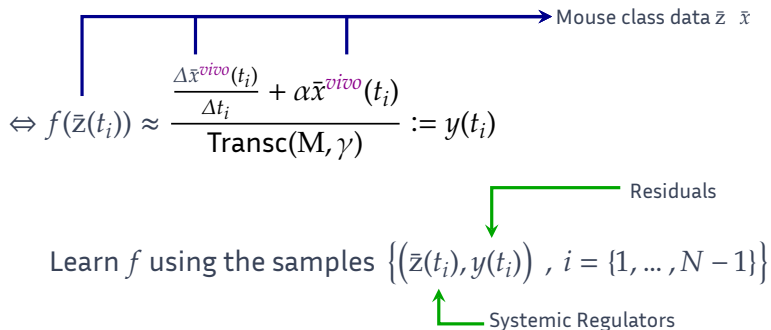 Mouse class data z̄ x̄
⇔ f(z̄(tᵢ)) ≈ (Δx̄^vivo(tᵢ)/Δtᵢ + αx̄^vivo(tᵢ)) / Transc(M, γ) := y(tᵢ)
Residuals
Learn f using the samples {(z̄(tᵢ), y(tᵢ)) , i = {1, … , N − 1}}
Systemic Regulators